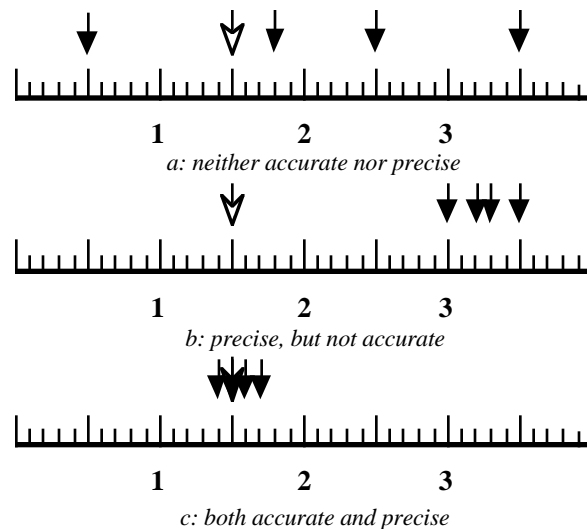 1 2 3
a: neither accurate nor precise
1 2 3
b: precise, but not accurate
1 2 3
c: both accurate and precise